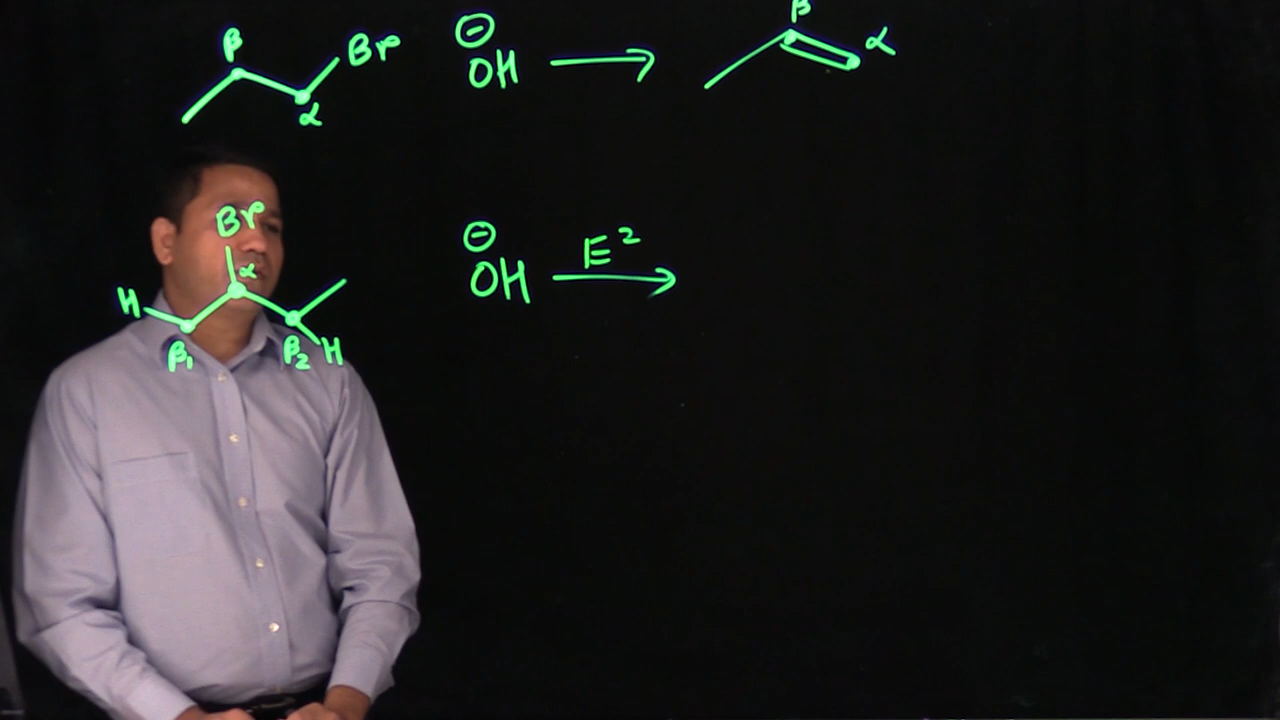 β Br α ⊖ OH → β α
Br α H β₁ β₂ H ⊖ OH E² →